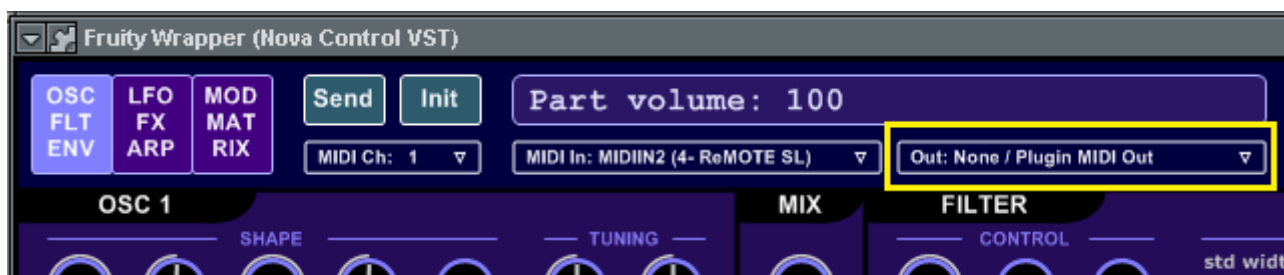 Fruity Wrapper (Nova Control VST)
OSC FLT ENV
LFO FX ARP
MOD MAT RIX
Send
Init
Part volume: 100
MIDI Ch: 1
MIDI In: MIDIIN2 (4- ReMOTE SL)
Out: None / Plugin MIDI Out
OSC 1
MIX
FILTER
SHAPE
TUNING
CONTROL
std widt